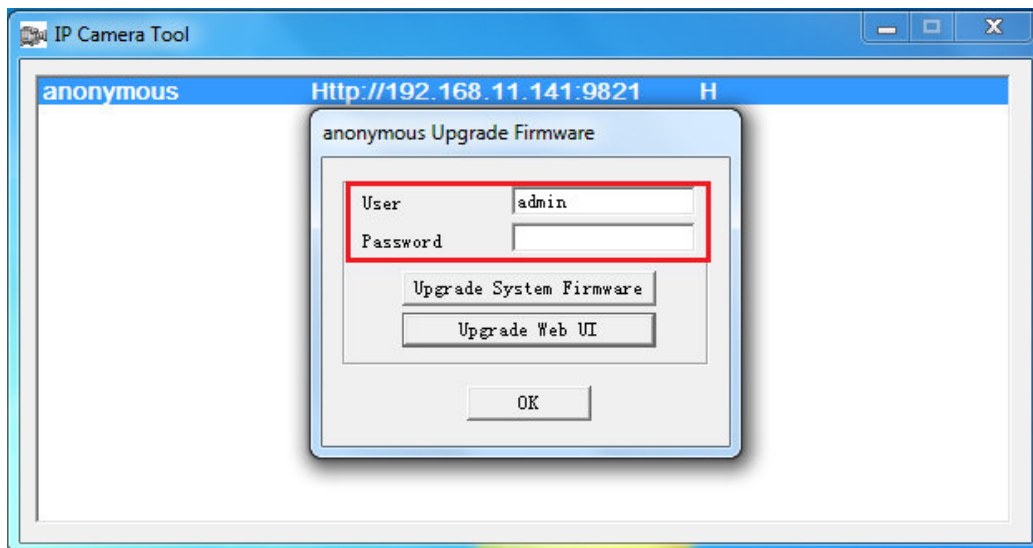 IP Camera Tool
anonymous Http://192.168.11.141:9821 H
anonymous Upgrade Firmware
User admin
Password
Upgrade System Firmware
Upgrade Web UI
OK